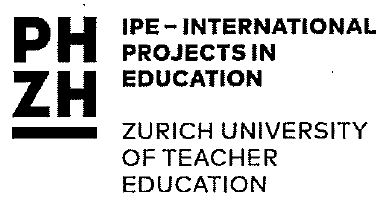 PH
ZH
IPE – INTERNATIONAL
PROJECTS IN
EDUCATION
ZURICH UNIVERSITY
OF TEACHER
EDUCATION